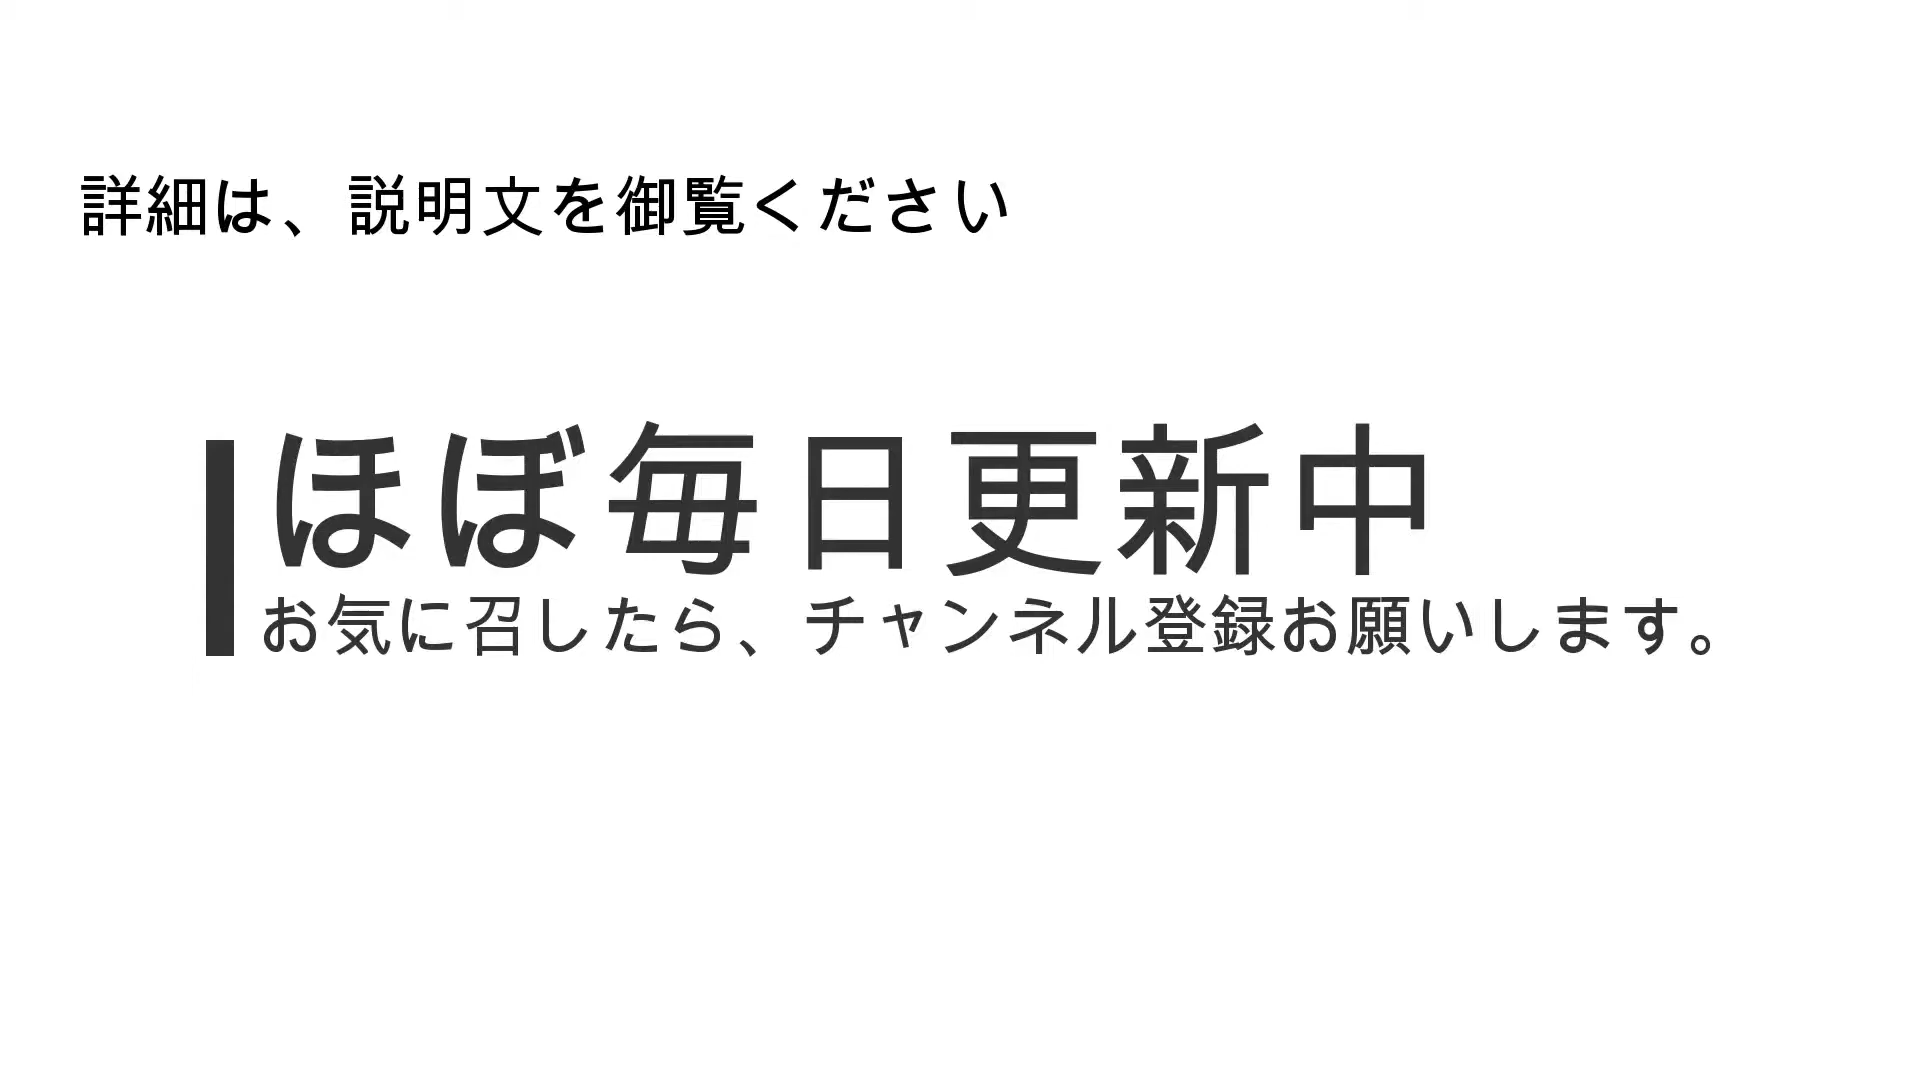 詳細は、説明文を御覧ください
ほぼ毎日更新中
お気に召したら、チャンネル登録お願いします。